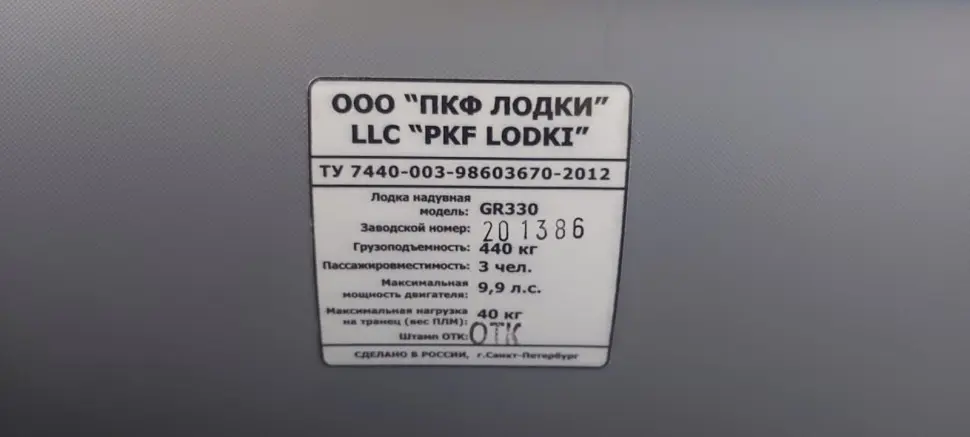 ООО "ПКФ ЛОДКИ"
LLC "PKF LODKI"
ТУ 7440-003-98603670-2012
Лодка надувная
модель: GR330
Заводской номер: 201386
Грузоподъемность: 440 кг
Пассажировместимость: 3 чел.
Максимальная
мощность двигателя: 9,9 л.с.
Максимальная нагрузка
на транец (вес ПЛМ): 40 кг
Штамп ОТК: ОТК
СДЕЛАНО В РОССИИ, г.Санкт-Петербург